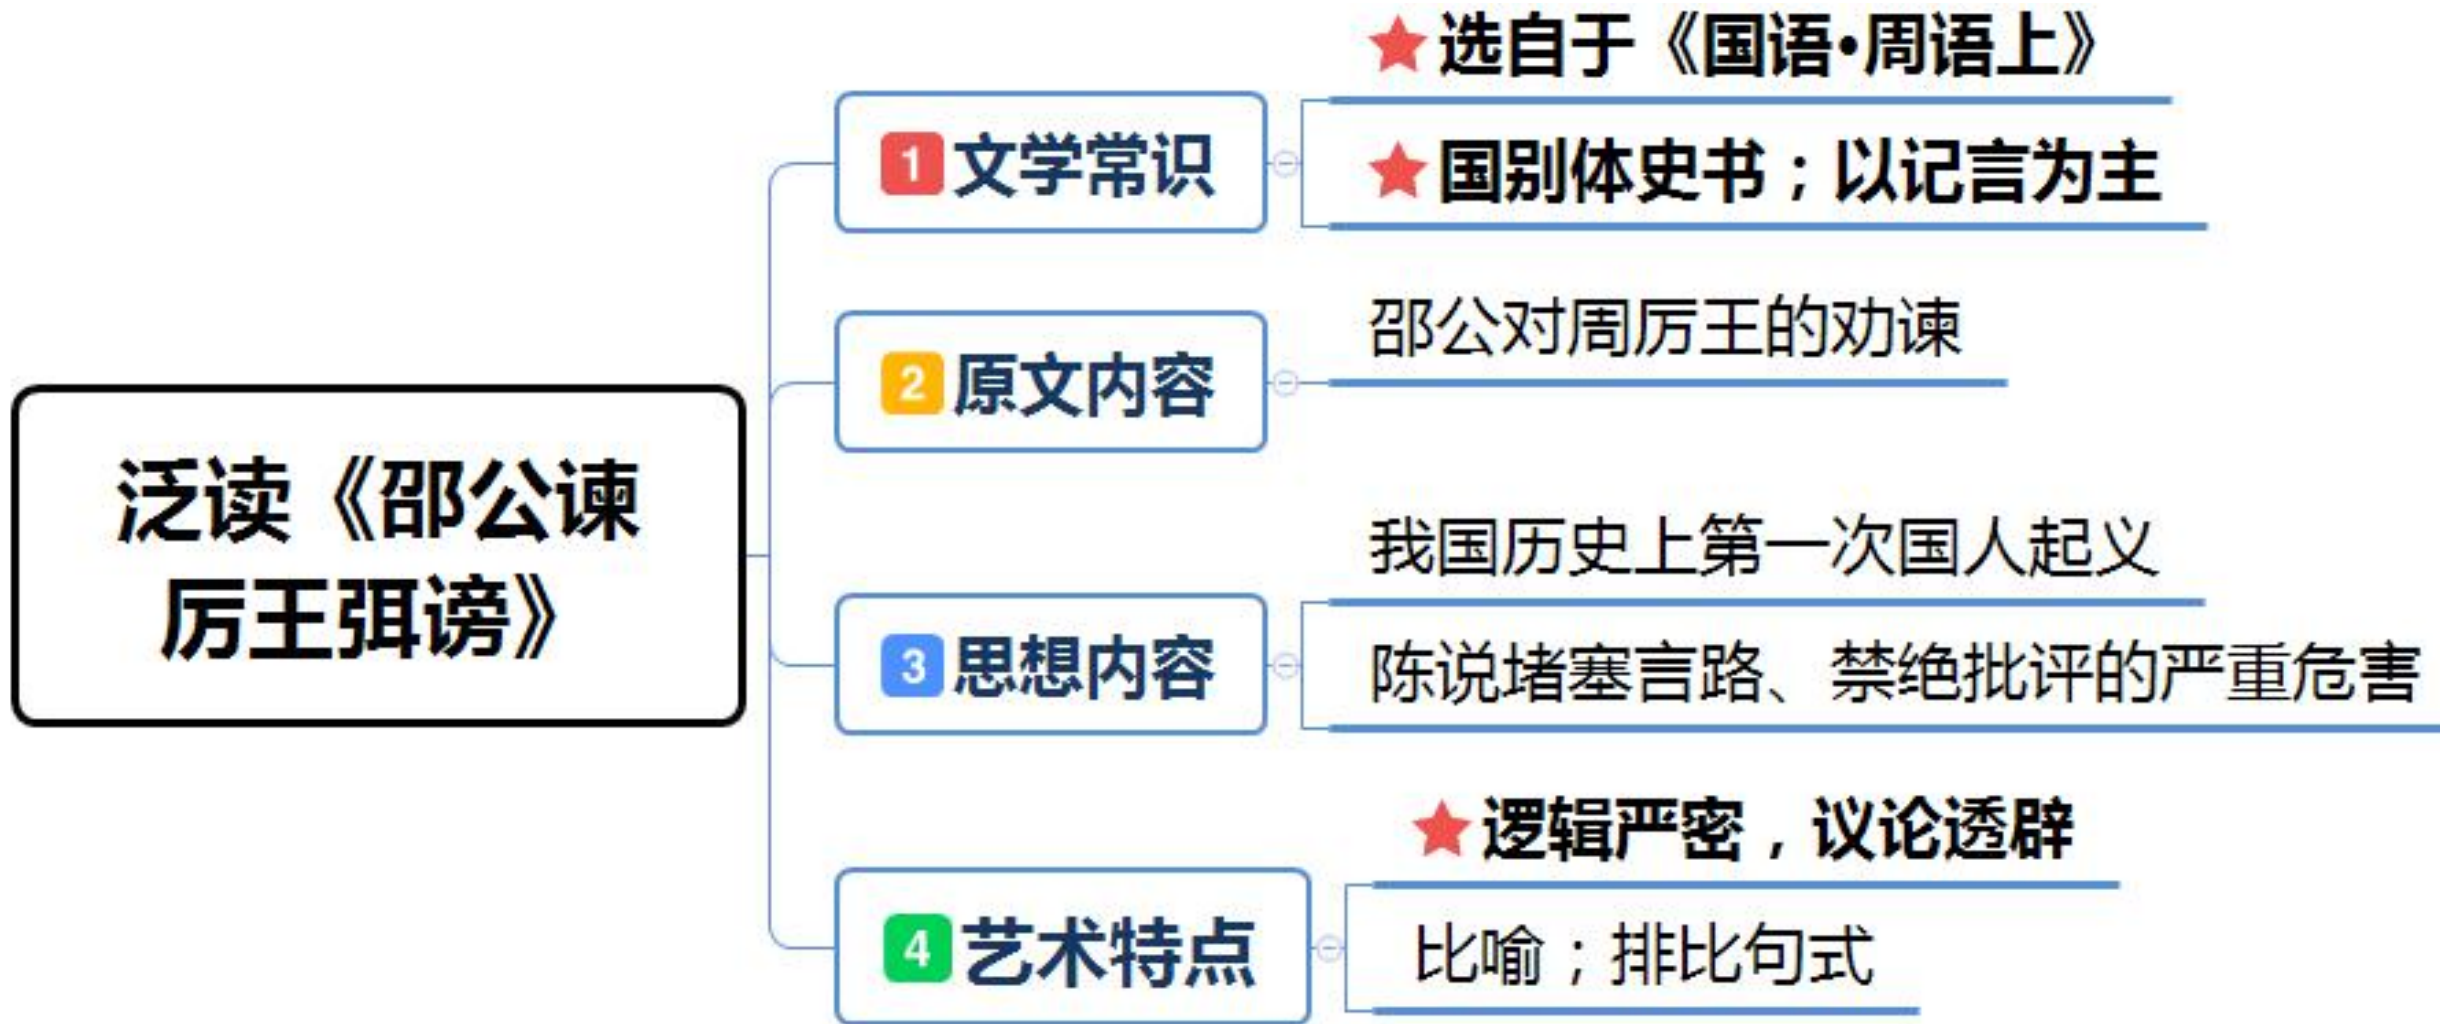 泛读《邵公谏
厉王弭谤》
1 文学常识
★选自于《国语•周语上》
★国别体史书；以记言为主
2 原文内容
邵公对周厉王的劝谏
3 思想内容
我国历史上第一次国人起义
陈说堵塞言路、禁绝批评的严重危害
4 艺术特点
★逻辑严密，议论透辟
比喻；排比句式